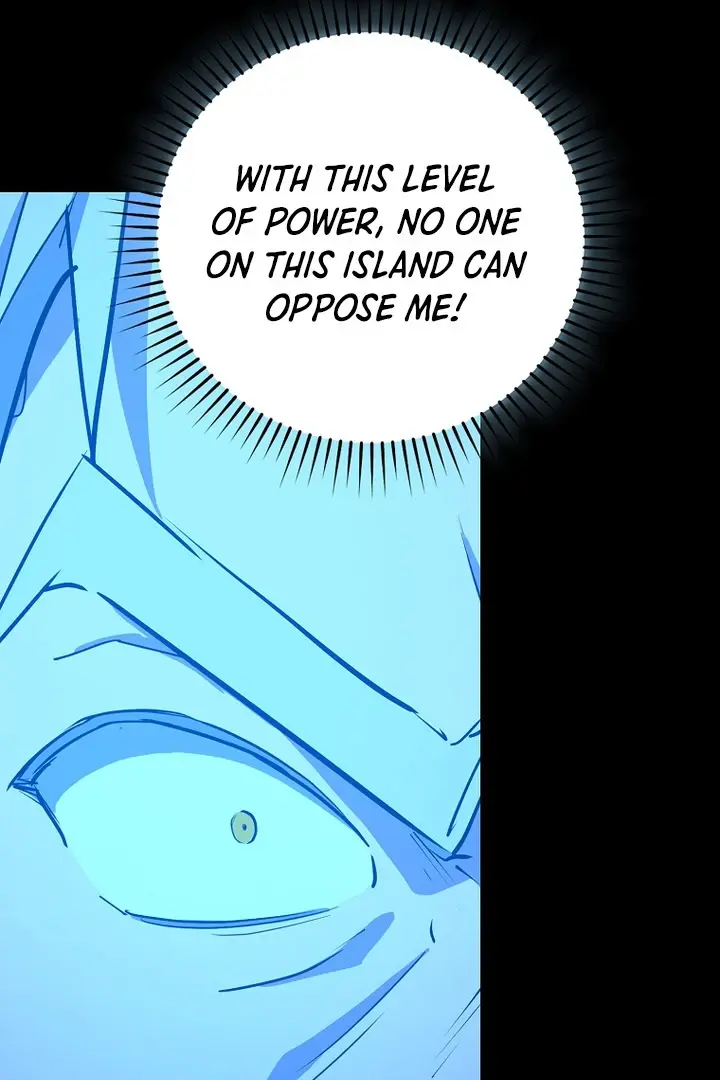 WITH THIS LEVEL
OF POWER, NO ONE
ON THIS ISLAND CAN
OPPOSE ME!